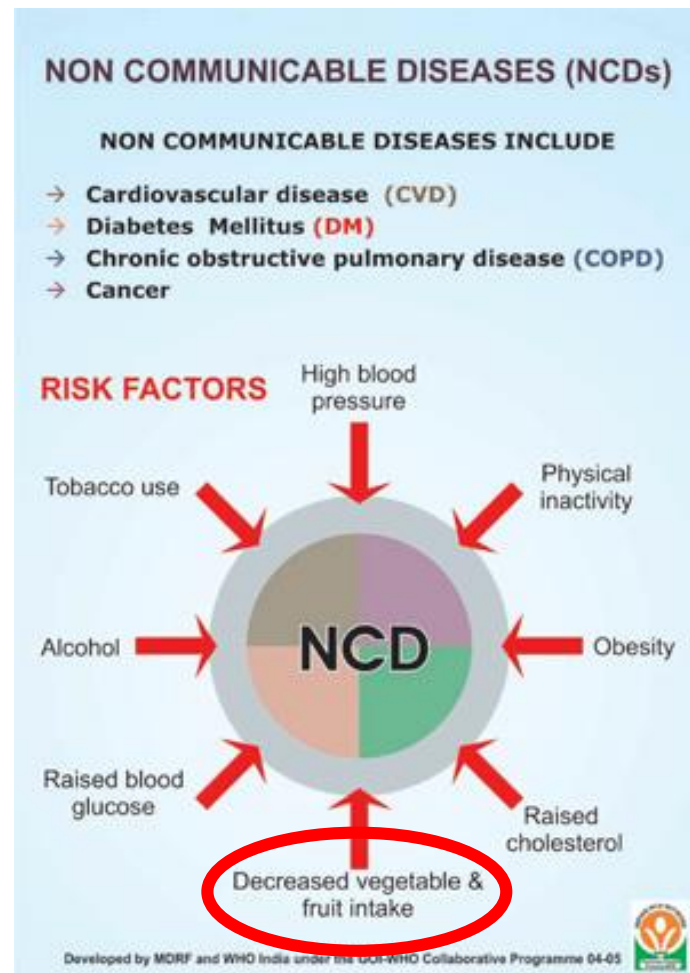 NON COMMUNICABLE DISEASES (NCDs)
NON COMMUNICABLE DISEASES INCLUDE
→ Cardiovascular disease (CVD)
→ Diabetes Mellitus (DM)
→ Chronic obstructive pulmonary disease (COPD)
→ Cancer
RISK FACTORS
High blood
pressure
Tobacco use
Physical
inactivity
Alcohol
NCD
Obesity
Raised blood
glucose
Raised
cholesterol
Decreased vegetable &
fruit intake
Developed by MDRF and WHO India under the GOI-WHO Collaborative Programme 04-05